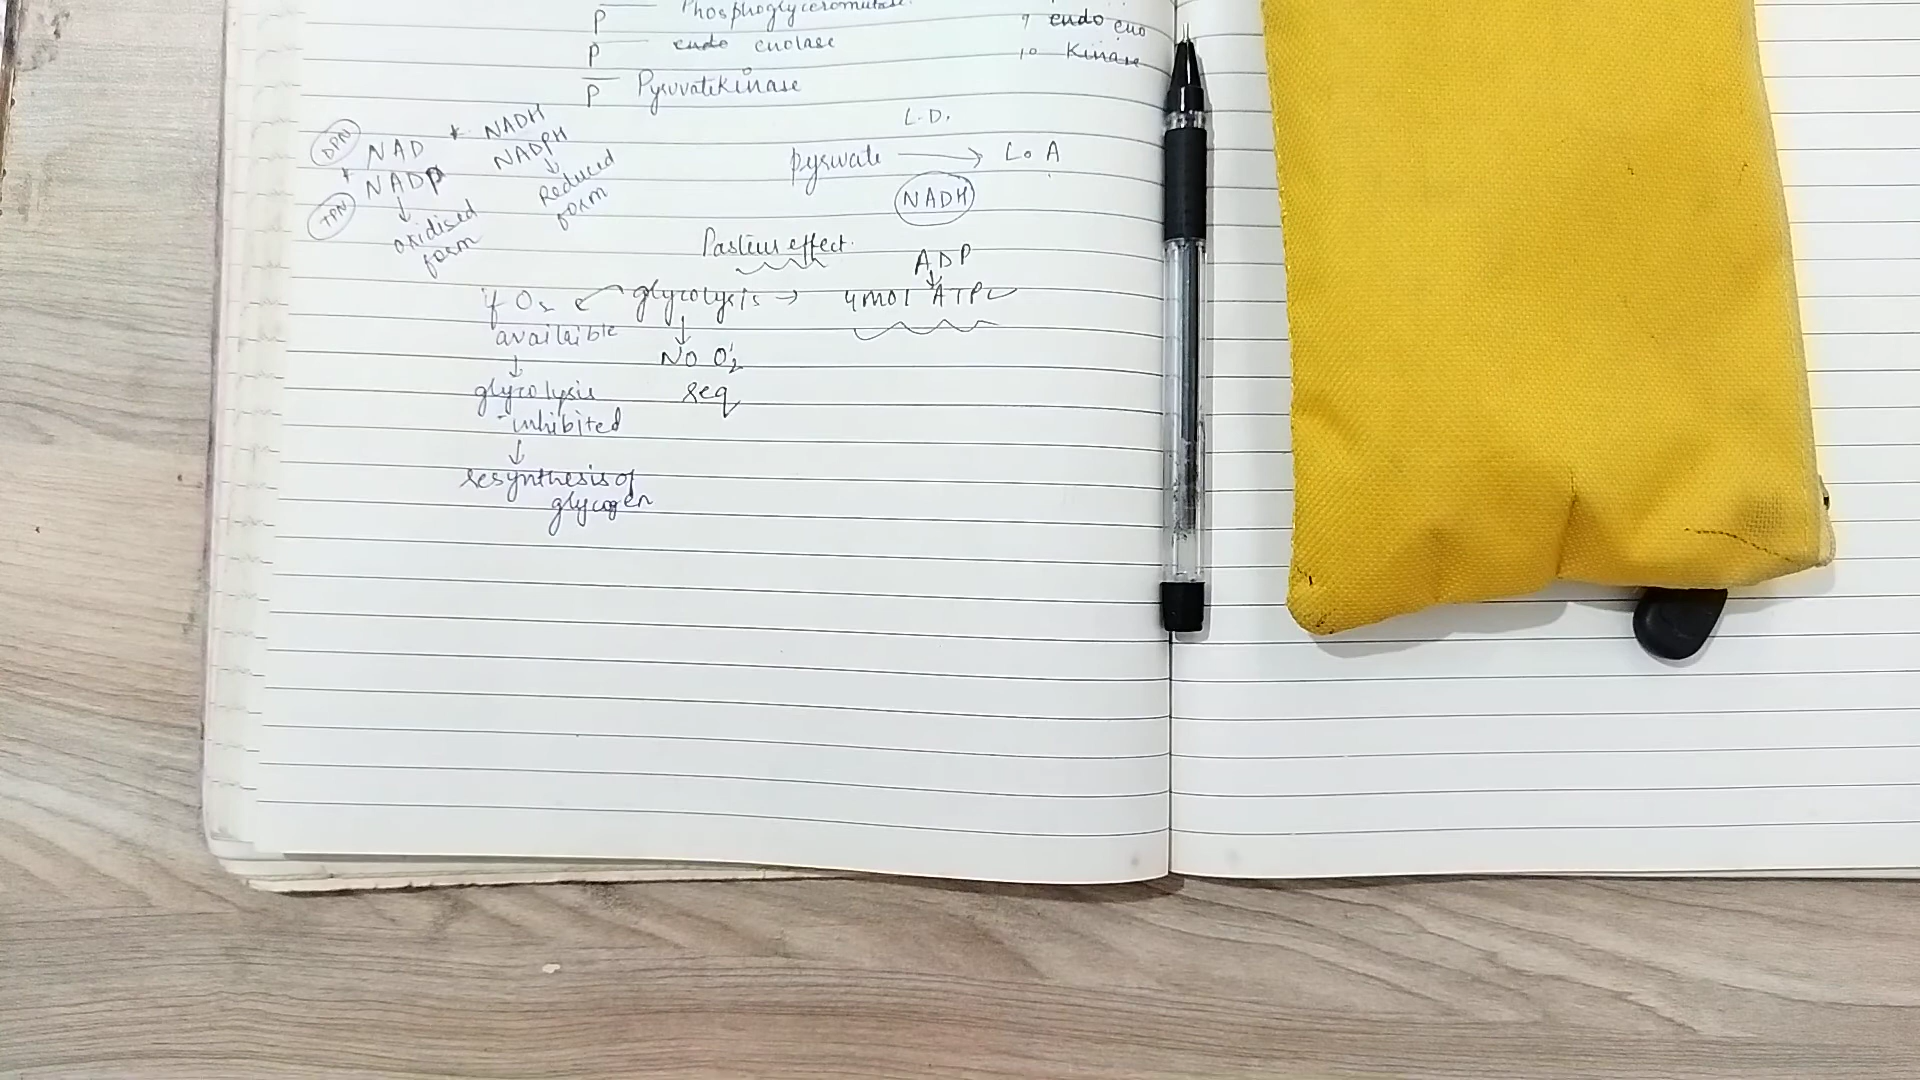 P Phosphoglyceromutase.
9 endo eno
P endo enolase
10 Kinase
P PyruvateKinase
DPN NAD * NADH
* NADP NADPH
TPN
oxidised form
Reduced form
L.D.
pyruvate → L.A
NADH
Pasteur effect.
ADP
if O2 glycolysis → 4mol ATP
availaible
NO O2
req
glycolysis
inhibited
resynthesis of
glycogen